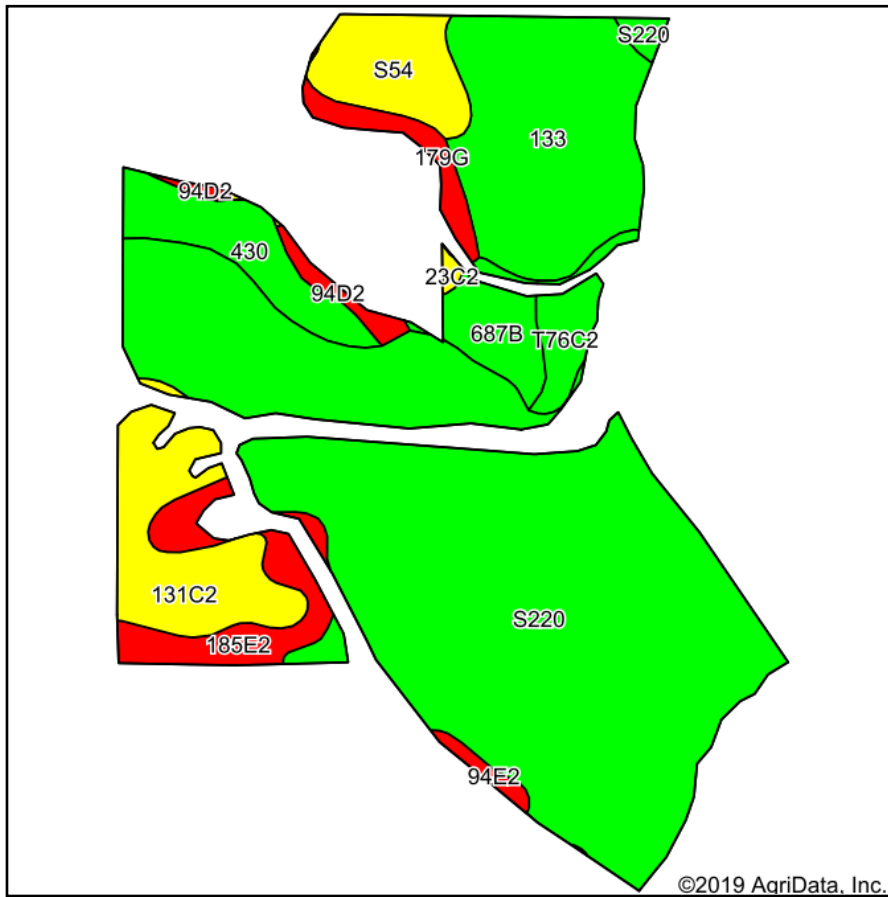 S220
S54
133
179G
94D2
430
23C2
94D2
687B
T76C2
131C2
S220
185E2
94E2
©2019 AgriData, Inc.